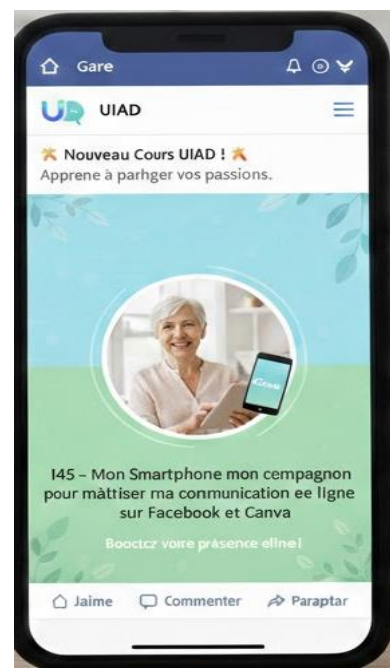 Gare
UIAD
Nouveau Cours UIAD !
Apprene à parhger vos passions.
I45 – Mon Smartphone mon cempagnon
pour màttiser ma conmunication ee lIgne
sur Facebook et Canva
Booctcz voire présence elline!
Jaime
Commenter
Paraptar